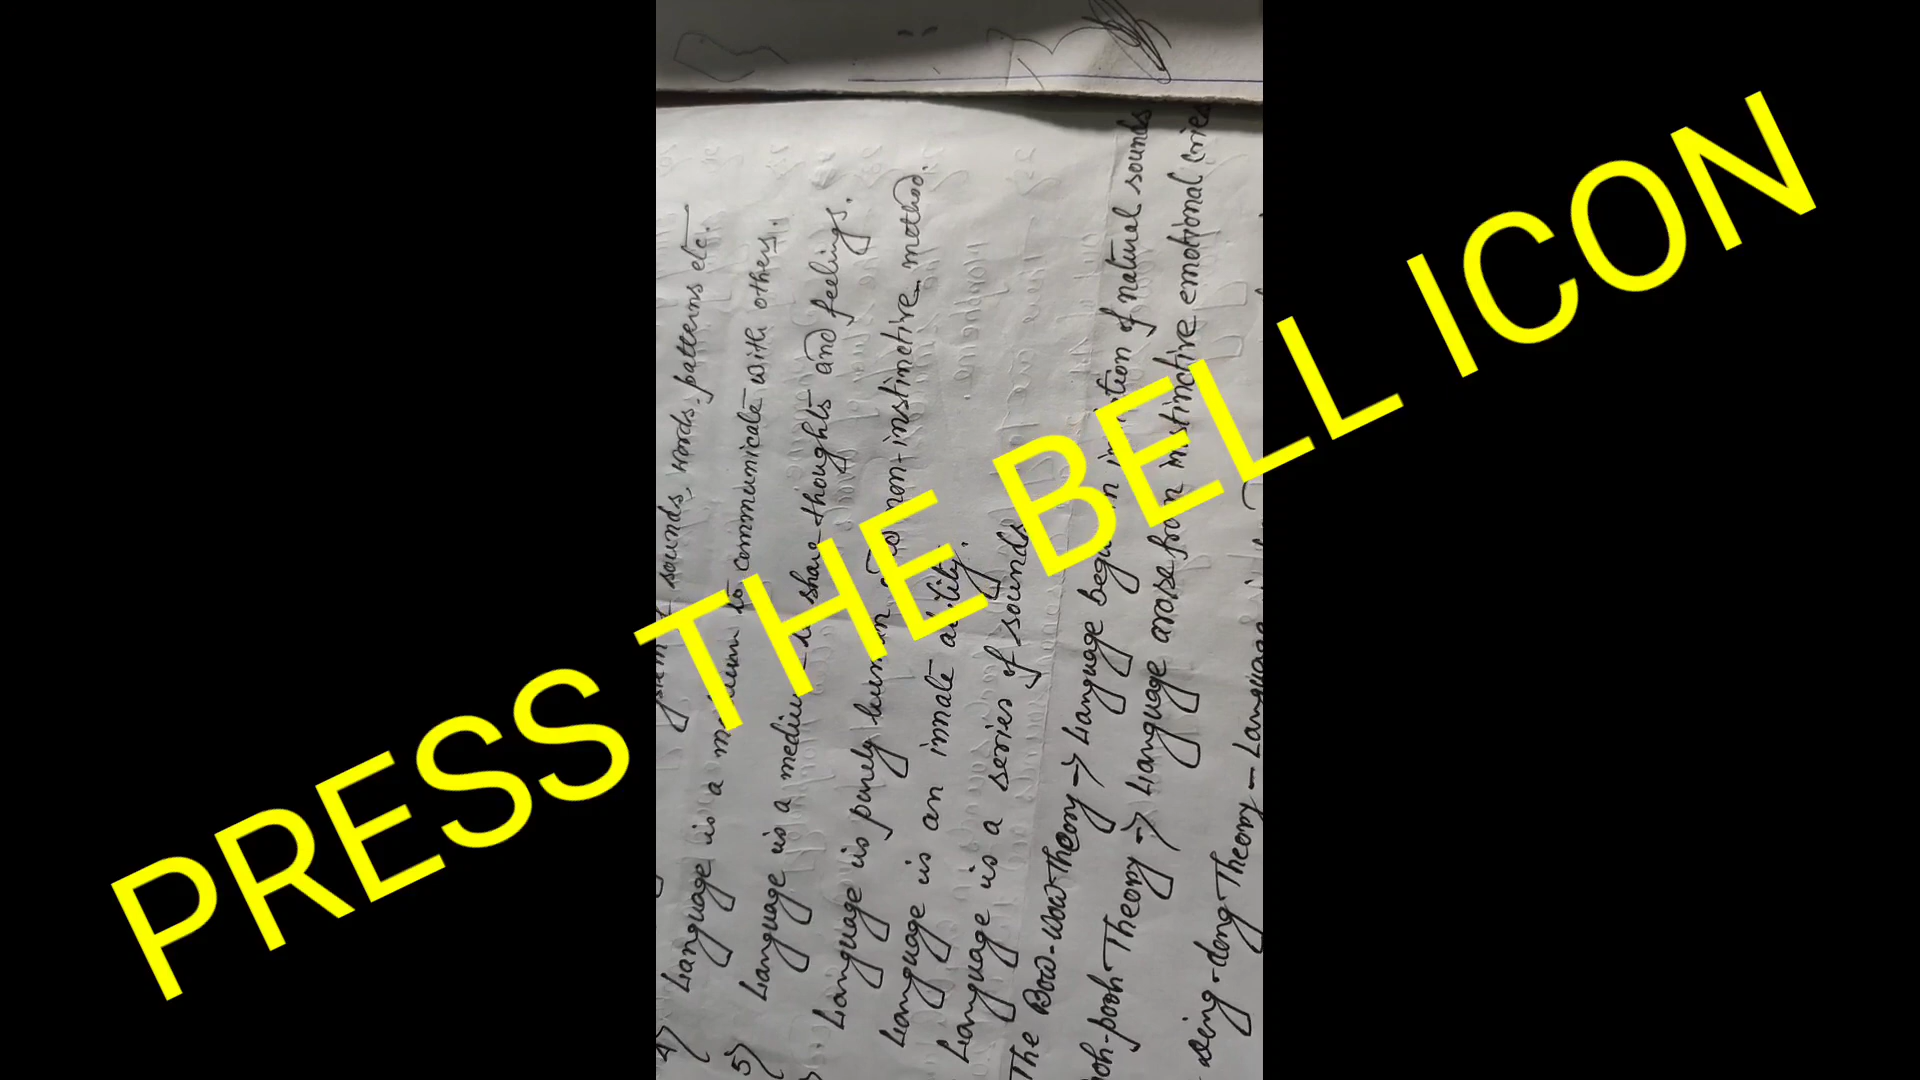 system of sounds, words, patterns etc.
4) Language is a medium to communicate with others.
5) Language is a medium to share thoughts and feelings.
Language is purely human and non-instinctive method.
Language is an innate ability.
Language is a series of sounds
The Bow-wow-Theory → Language began imitation of natural sounds
ooh-pooh Theory → Language arose from instinctive emotional cries
ding-dong Theory — Language
PRESS THE BELL ICON